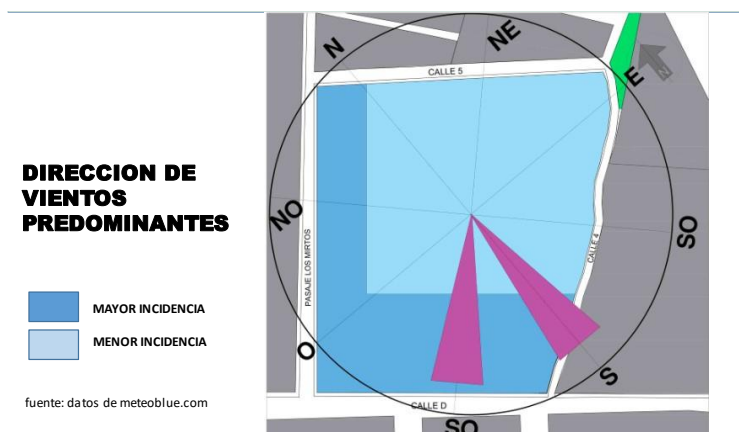 DIRECCION DE
VIENTOS
PREDOMINANTES
MAYOR INCIDENCIA
MENOR INCIDENCIA
fuente: datos de meteoblue.com
N
NE
E
CALLE 5
NO
SO
PASAJE LOS MIRTOS
CALLE 4
O
S
CALLE D
SO